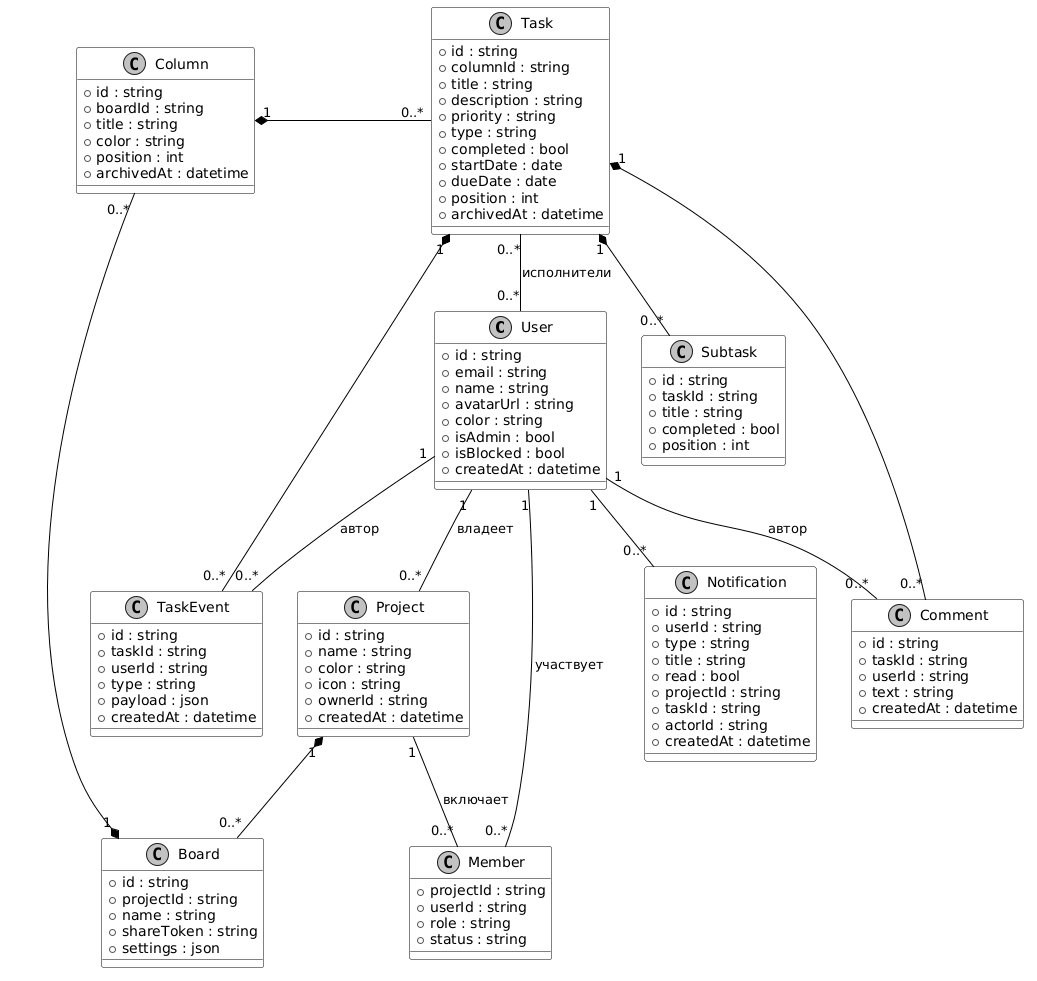 C Task
id : string
columnId : string
title : string
description : string
priority : string
type : string
completed : bool
startDate : date
dueDate : date
position : int
archivedAt : datetime
C Column
id : string
boardId : string
title : string
color : string
position : int
archivedAt : datetime
1
0..*
1
0..*
1
0..*
1
исполнители
0..*
0..*
C User
id : string
email : string
name : string
avatarUrl : string
color : string
isAdmin : bool
isBlocked : bool
createdAt : datetime
C Subtask
id : string
taskId : string
title : string
completed : bool
position : int
1
1
1
1
1
1
автор
владеет
автор
0..*
0..*
0..*
0..*
0..*
0..*
C TaskEvent
id : string
taskId : string
userId : string
type : string
payload : json
createdAt : datetime
C Project
id : string
name : string
color : string
icon : string
ownerId : string
createdAt : datetime
участвует
C Notification
id : string
userId : string
type : string
title : string
read : bool
projectId : string
taskId : string
actorId : string
createdAt : datetime
C Comment
id : string
taskId : string
userId : string
text : string
createdAt : datetime
1
1
включает
1
0..*
0..*
0..*
C Board
id : string
projectId : string
name : string
shareToken : string
settings : json
C Member
projectId : string
userId : string
role : string
status : string